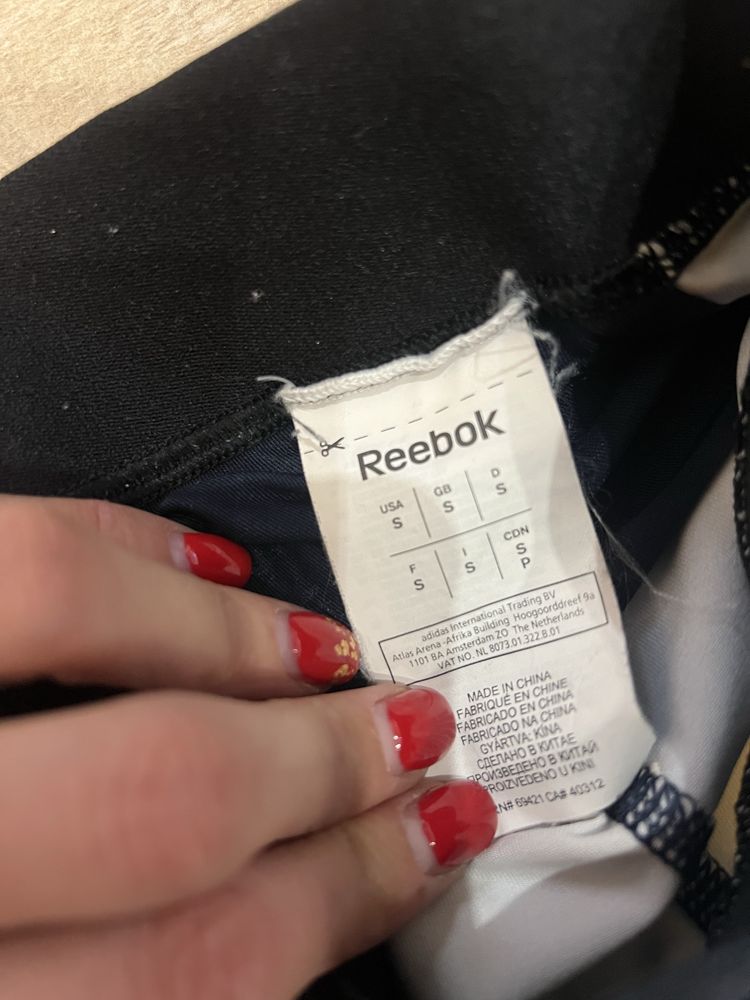 Reebok
USA GB D
S S S
F I CDN
S S S
P
adidas International Trading BV
Atlas Arena -Afrika Building Hoogoorddreef 9a
1101 BA Amsterdam ZO The Netherlands
VAT NO. NL 8073.01.322.B.01
MADE IN CHINA
FABRIQUÉ EN CHINE
FABRICADO EN CHINA
FABRICADO NA CHINA
GYÁRTVA: KÍNA
СДЕЛАНО В КИТАЕ
ПРОИЗВЕДЕНО В КИТАЙ
PROIZVEDENO U KINI
RN# 69421 CA# 40312